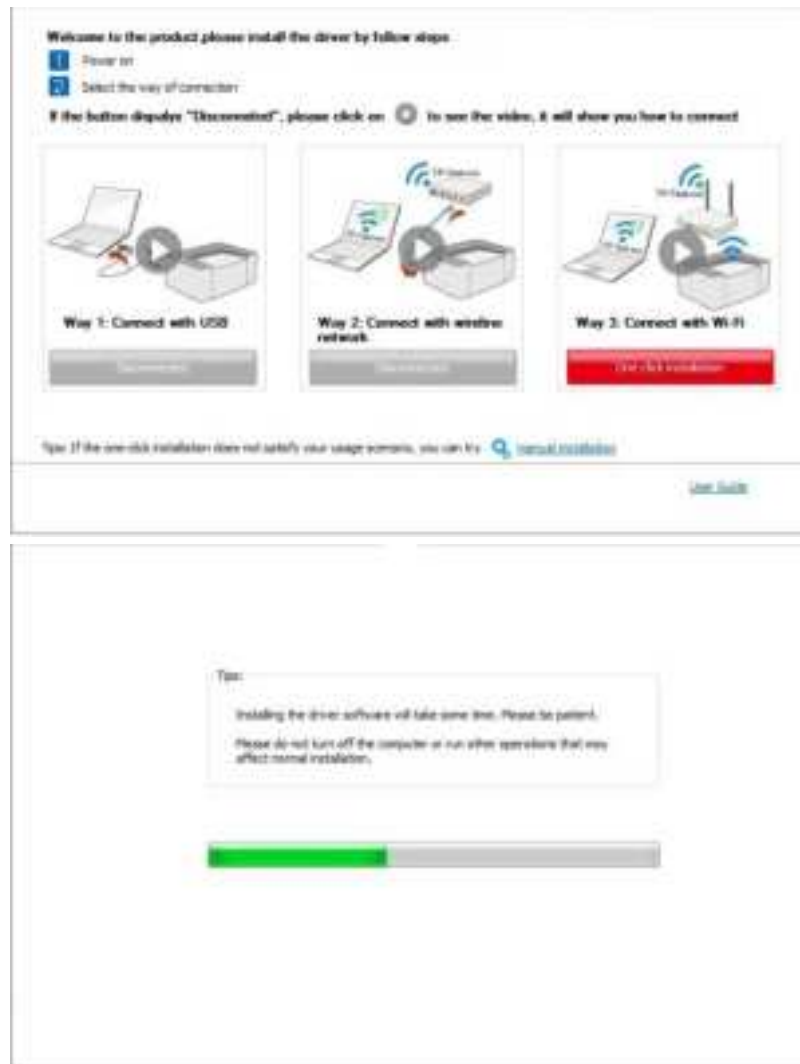 Welcome to the product please install the driver by follow steps
1 Power on
2 Select the way of connection
If the button dispalys "Disconnected", please click on to see the video, it will show you how to connect
Way 1: Connect with USB
Way 2: Connect with wireless
network
Way 3: Connect with Wi-Fi
Disconnected
Disconnected
One click installation
Tips: If the one-click installation does not satisfy your usage scenario, you can try manual installation
User Guide
Tips:
Installing the driver software will take some time. Please be patient.
Please do not turn off the computer or run other operations that may
affect normal installation.